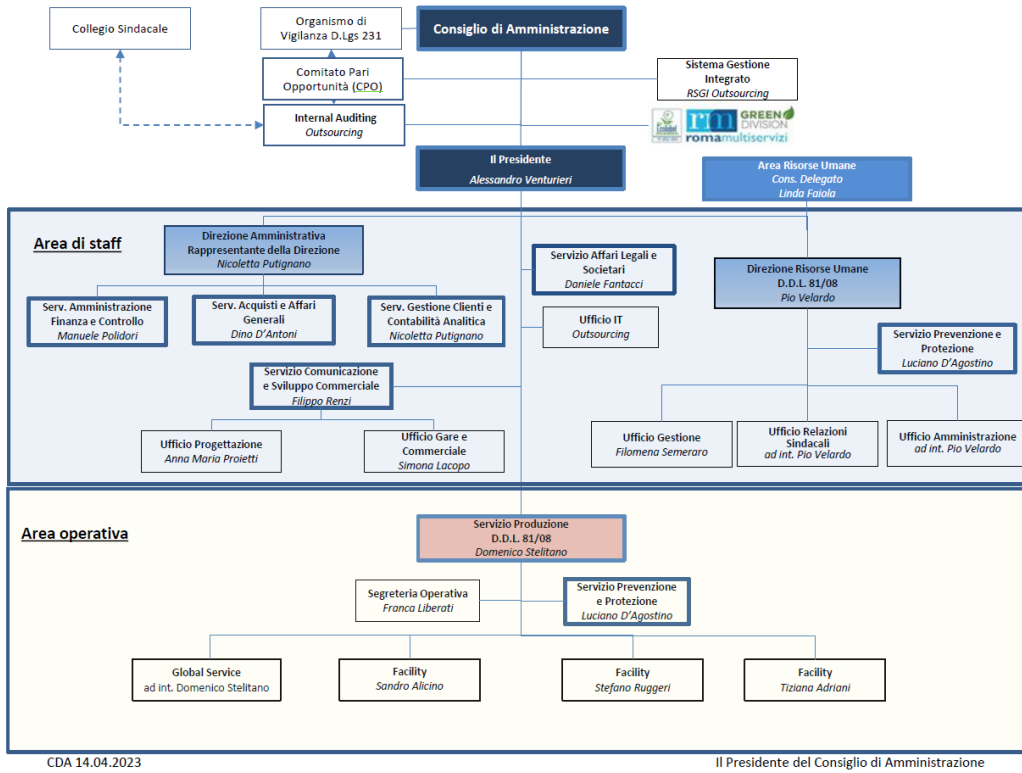 Collegio Sindacale
Organismo di
Vigilanza D.Lgs 231
Consiglio di Amministrazione
Comitato Pari
Opportunità (CPO)
Sistema Gestione
Integrato
RSGI Outsourcing
Internal Auditing
Outsourcing
rm GREEN
DIVISION
romamultiservizi
Il Presidente
Alessandro Venturieri
Area Risorse Umane
Cons. Delegato
Linda Faiola
Area di staff
Direzione Amministrativa
Rappresentante della Direzione
Nicoletta Putignano
Servizio Affari Legali e
Societari
Daniele Fantacci
Direzione Risorse Umane
D.D.L. 81/08
Pio Velardo
Serv. Amministrazione
Finanza e Controllo
Manuele Polidori
Serv. Acquisti e Affari
Generali
Dino D'Antoni
Serv. Gestione Clienti e
Contabilità Analitica
Nicoletta Putignano
Ufficio IT
Outsourcing
Servizio Prevenzione e
Protezione
Luciano D'Agostino
Servizio Comunicazione
e Sviluppo Commerciale
Filippo Renzi
Ufficio Progettazione
Anna Maria Proietti
Ufficio Gare e
Commerciale
Simona Lacopo
Ufficio Gestione
Filomena Semeraro
Ufficio Relazioni
Sindacali
ad int. Pio Velardo
Ufficio Amministrazione
ad int. Pio Velardo
Area operativa
Servizio Produzione
D.D.L. 81/08
Domenico Stelitano
Segreteria Operativa
Franca Liberati
Servizio Prevenzione
e Protezione
Luciano D'Agostino
Global Service
ad int. Domenico Stelitano
Facility
Sandro Alicino
Facility
Stefano Ruggeri
Facility
Tiziana Adriani
CDA 14.04.2023
Il Presidente del Consiglio di Amministrazione